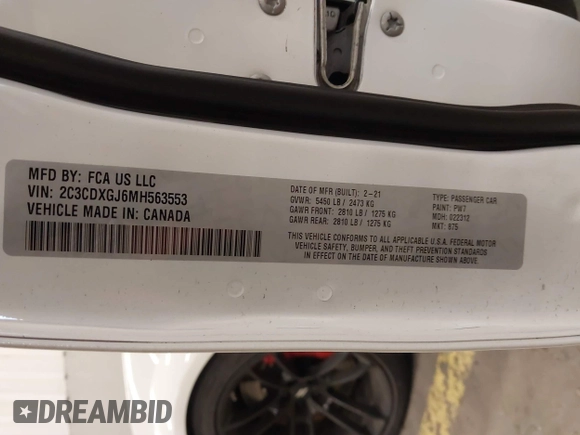 MFD BY: FCA US LLC
VIN: 2C3CDXGJ6MH563553
VEHICLE MADE IN: CANADA
DATE OF MFR (BUILT): 2-21
GVWR: 5450 LB / 2473 KG
GAWR FRONT: 2810 LB / 1275 KG
GAWR REAR: 2810 LB / 1275 KG
TYPE: PASSENGER CAR
PAINT: PW7
MDH: 022312
MKT: 875
THIS VEHICLE CONFORMS TO ALL APPLICABLE U.S.A. FEDERAL MOTOR
VEHICLE SAFETY, BUMPER, AND THEFT PREVENTION STANDARDS
IN EFFECT ON THE DATE OF MANUFACTURE SHOWN ABOVE.
DREAMBID